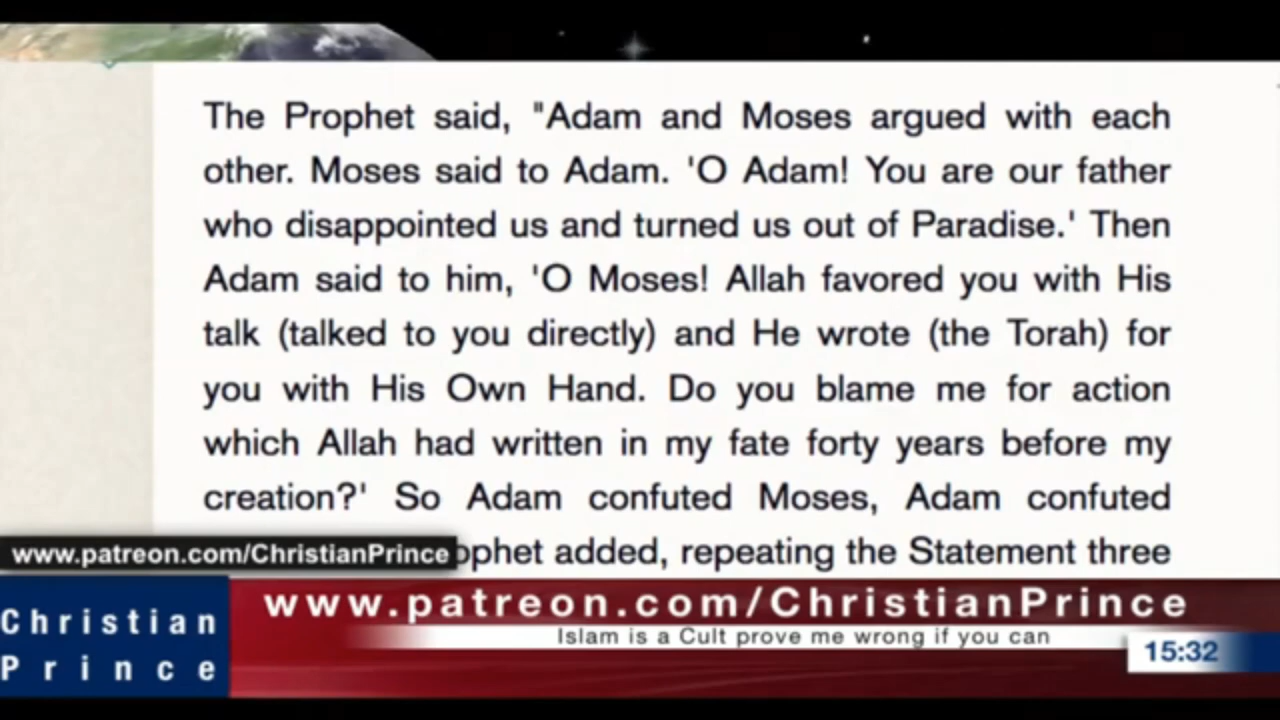 The Prophet said, "Adam and Moses argued with each
other. Moses said to Adam. 'O Adam! You are our father
who disappointed us and turned us out of Paradise.' Then
Adam said to him, 'O Moses! Allah favored you with His
talk (talked to you directly) and He wrote (the Torah) for
you with His Own Hand. Do you blame me for action
which Allah had written in my fate forty years before my
creation?' So Adam confuted Moses, Adam confuted
ophet added, repeating the Statement three
www.patreon.com/ChristianPrince
www.patreon.com/ChristianPrince
Islam is a Cult prove me wrong if you can
Christian
Prince
15:32